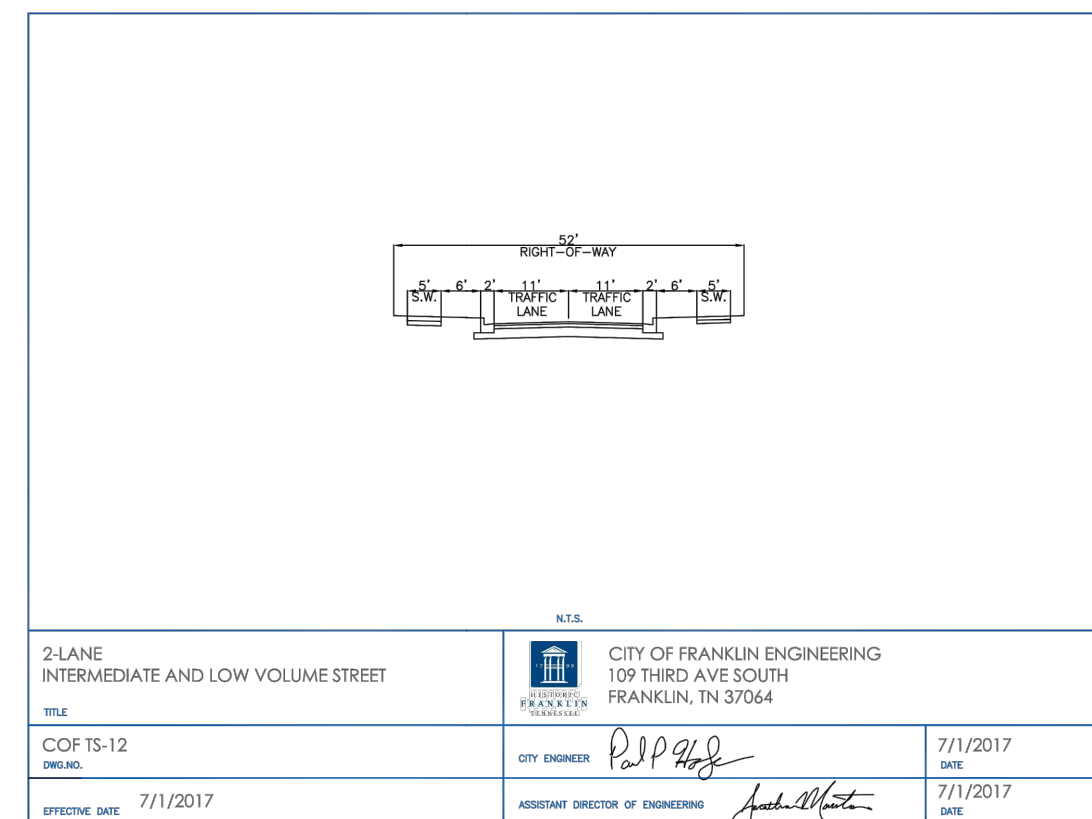 52'
RIGHT-OF-WAY
5' 6' 2' 11' 11' 2' 6' 5'
S.W. TRAFFIC TRAFFIC S.W.
LANE LANE
N.T.S.
2-LANE
INTERMEDIATE AND LOW VOLUME STREET
TITLE
HISTORIC
FRANKLIN
TENNESSEE
CITY OF FRANKLIN ENGINEERING
109 THIRD AVE SOUTH
FRANKLIN, TN 37064
COF TS-12
DWG.NO.
CITY ENGINEER
7/1/2017
DATE
EFFECTIVE DATE 7/1/2017
ASSISTANT DIRECTOR OF ENGINEERING
7/1/2017
DATE